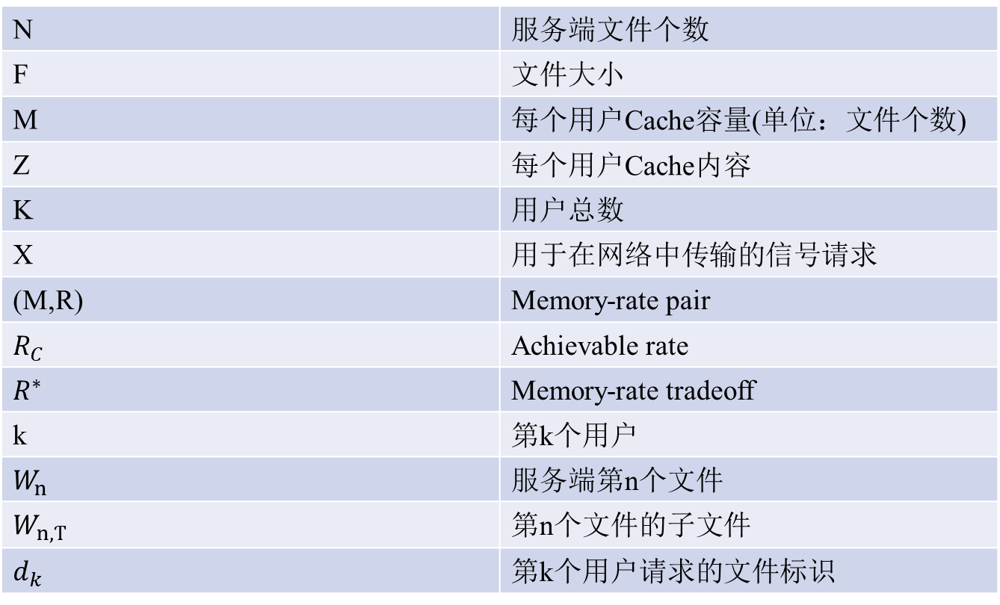 N 服务端文件个数
F 文件大小
M 每个用户Cache容量(单位：文件个数)
Z 每个用户Cache内容
K 用户总数
X 用于在网络中传输的信号请求
(M,R) Memory-rate pair
R_C Achievable rate
R* Memory-rate tradeoff
k 第k个用户
W_n 服务端第n个文件
W_n,T 第n个文件的子文件
d_k 第k个用户请求的文件标识